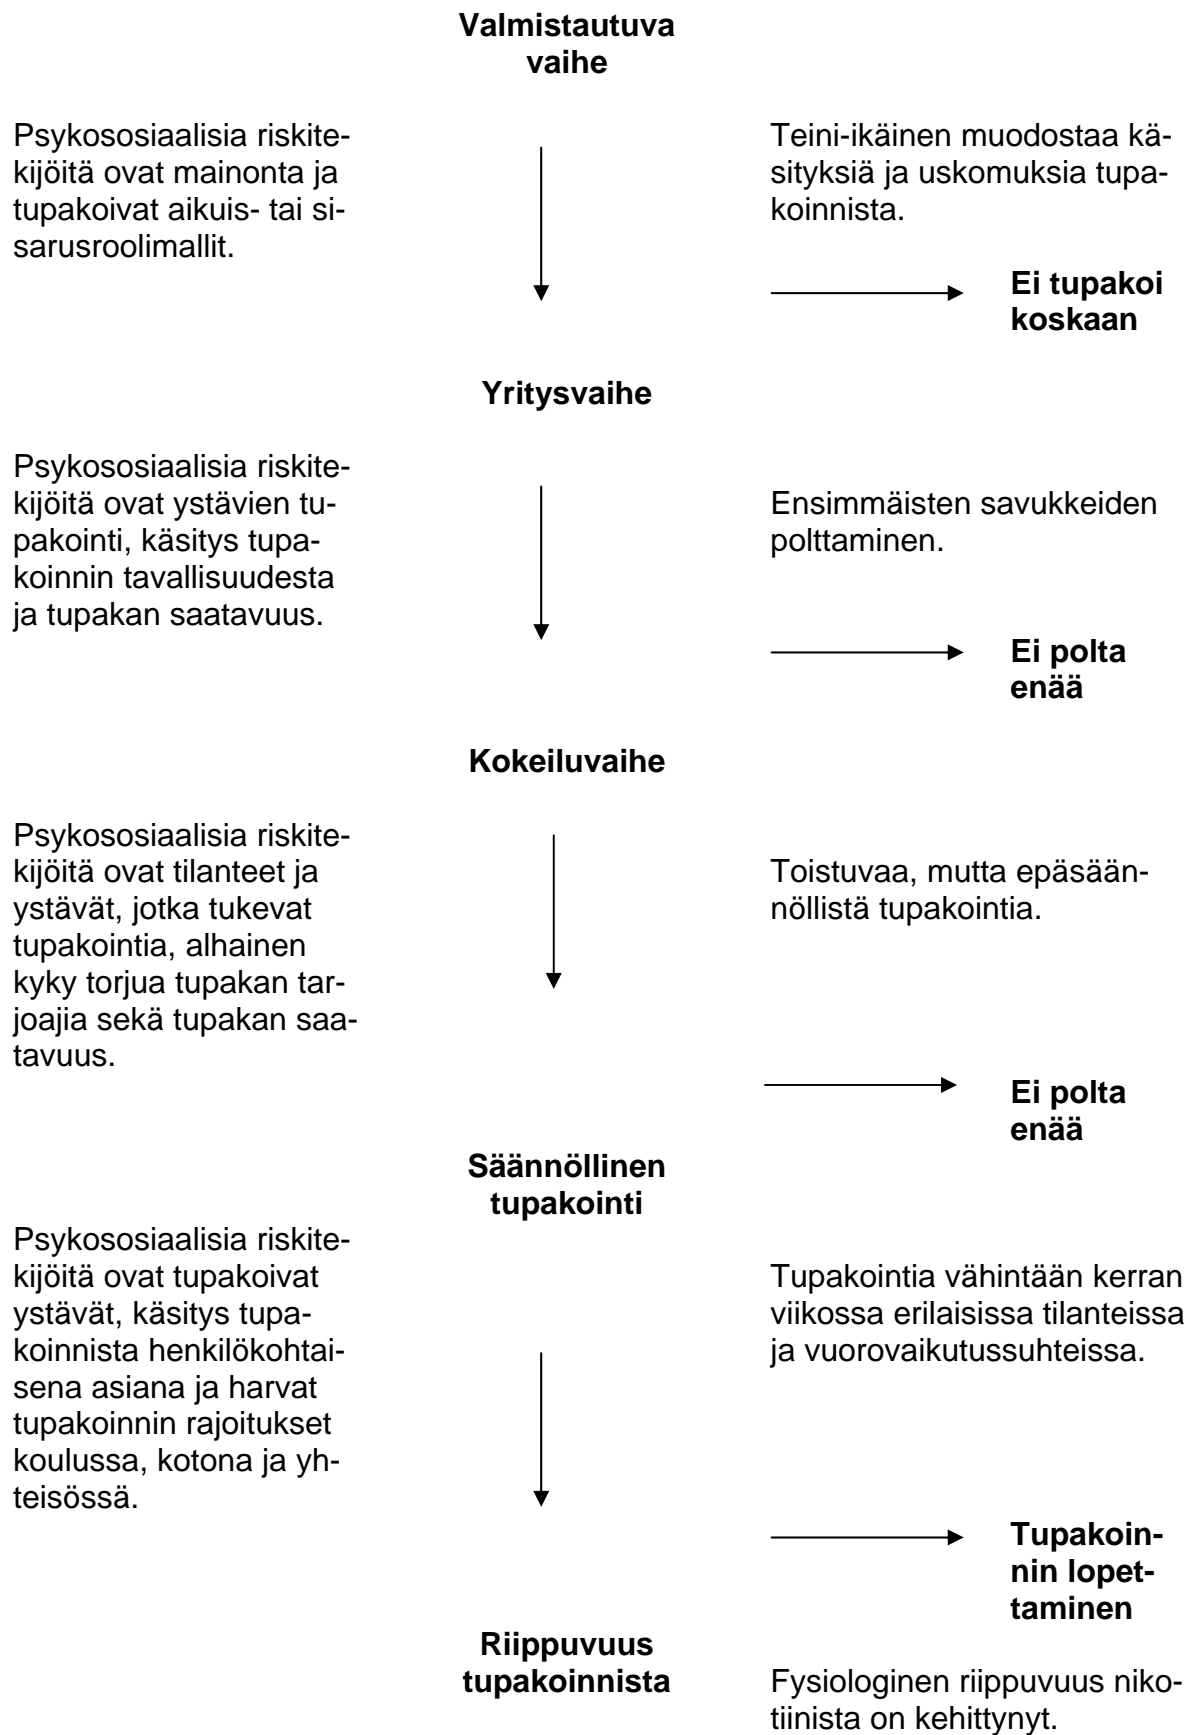 Valmistautuva
vaihe
Psykososiaalisia riskite-
kijöitä ovat mainonta ja
tupakoivat aikuis- tai si-
sarusroolimallit.
Teini-ikäinen muodostaa kä-
sityksiä ja uskomuksia tupa-
koinnista.
Ei tupakoi
koskaan
Yritysvaihe
Psykososiaalisia riskite-
kijöitä ovat ystävien tu-
pakointi, käsitys tupa-
koinnin tavallisuudesta
ja tupakan saatavuus.
Ensimmäisten savukkeiden
polttaminen.
Ei polta
enää
Kokeiluvaihe
Psykososiaalisia riskite-
kijöitä ovat tilanteet ja
ystävät, jotka tukevat
tupakointia, alhainen
kyky torjua tupakan tar-
joajia sekä tupakan saa-
tavuus.
Toistuvaa, mutta epäsään-
nöllistä tupakointia.
Ei polta
enää
Säännöllinen
tupakointi
Psykososiaalisia riskite-
kijöitä ovat tupakoivat
ystävät, käsitys tupa-
koinnista henkilökohtai-
sena asiana ja harvat
tupakoinnin rajoitukset
koulussa, kotona ja yh-
teisössä.
Tupakointia vähintään kerran
viikossa erilaisissa tilanteissa
ja vuorovaikutussuhteissa.
Tupakoin-
nin lopet-
taminen
Riippuvuus
tupakoinnista
Fysiologinen riippuvuus niko-
tiinista on kehittynyt.